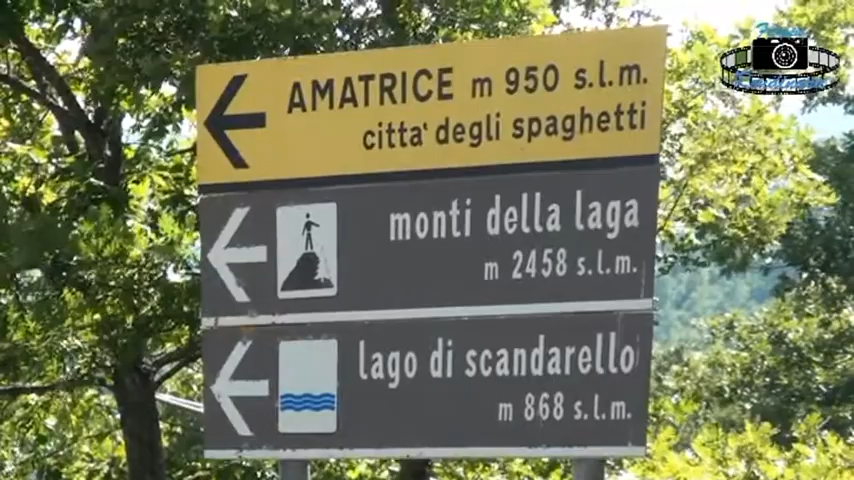 AMATRICE m 950 s.l.m.
citta' degli spaghetti
monti della laga
m 2458 s.l.m.
lago di scandarello
m 868 s.l.m.